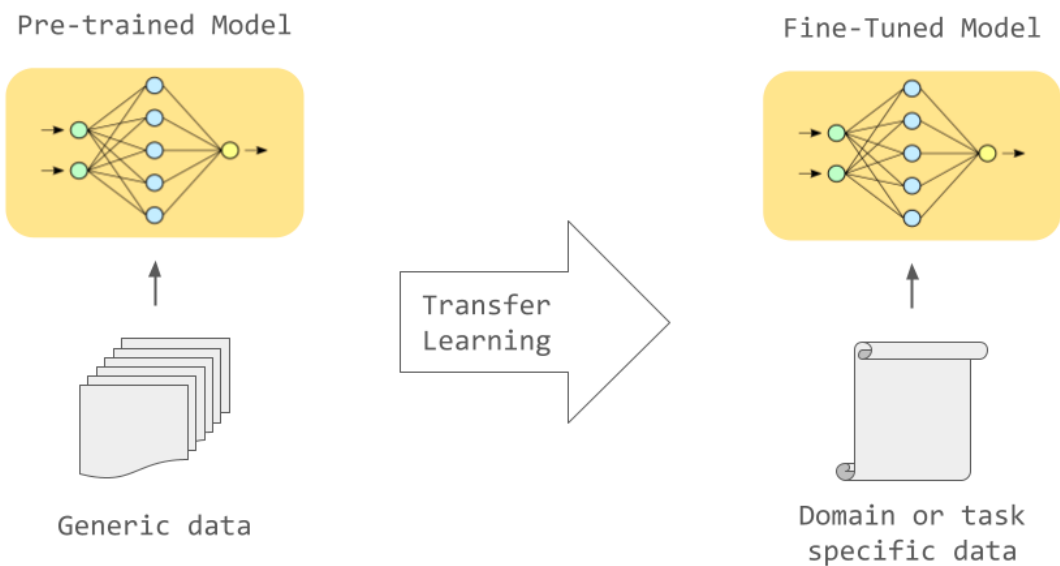 Pre-trained Model
Fine-Tuned Model
Transfer
Learning
Generic data
Domain or task
specific data